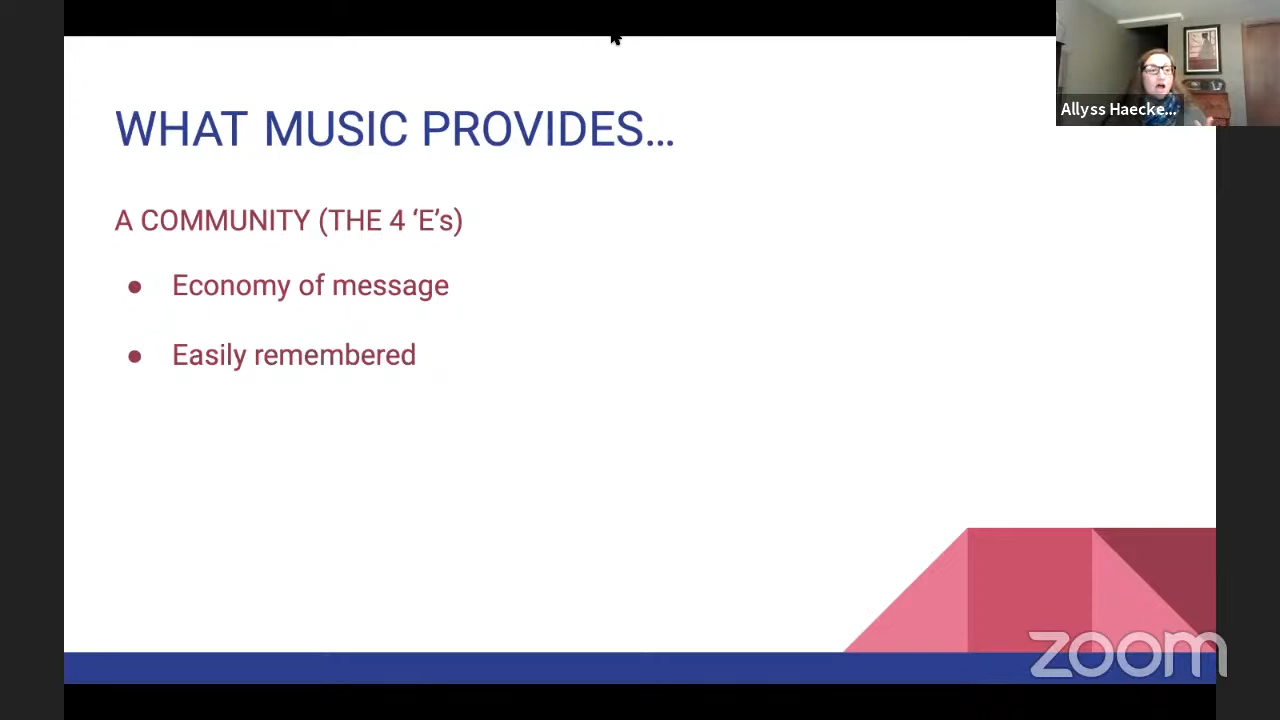 WHAT MUSIC PROVIDES...
Allyss Haecke...
A COMMUNITY (THE 4 ‘E’s)
● Economy of message
● Easily remembered
zoom